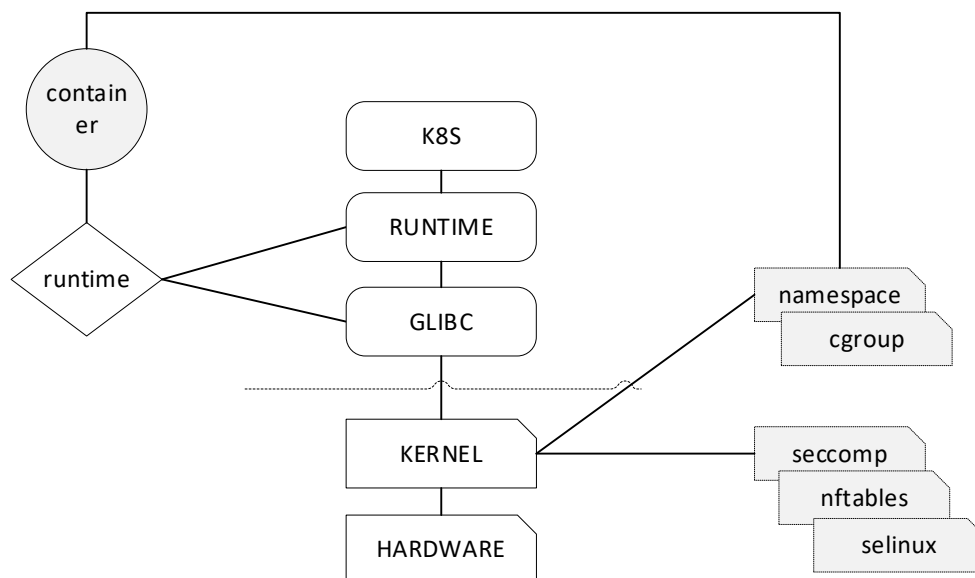 contain
er
K8S
RUNTIME
runtime
GLIBC
namespace
cgroup
KERNEL
seccomp
nftables
HARDWARE
selinux